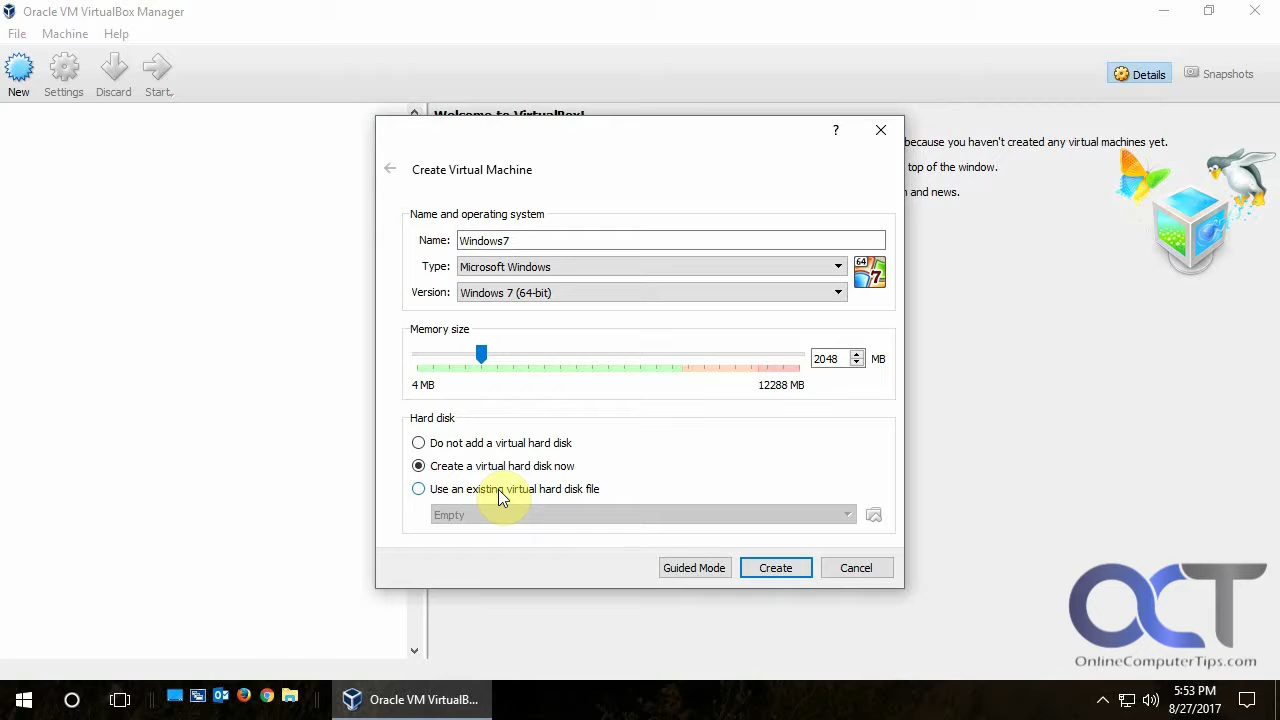 Oracle VM VirtualBox Manager
File Machine Help
New Settings Discard Start
Details Snapshots
Welcome to VirtualBox!
because you haven't created any virtual machines yet.
top of the window.
n and news.
?
Create Virtual Machine
Name and operating system
Name: Windows7
Type: Microsoft Windows
64
7
Version: Windows 7 (64-bit)
Memory size
2048 MB
4 MB 12288 MB
Hard disk
Do not add a virtual hard disk
Create a virtual hard disk now
Use an existing virtual hard disk file
Empty
Guided Mode Create Cancel
OCT
OnlineComputerTips.com
Oracle VM VirtualB...
5:53 PM
8/27/2017